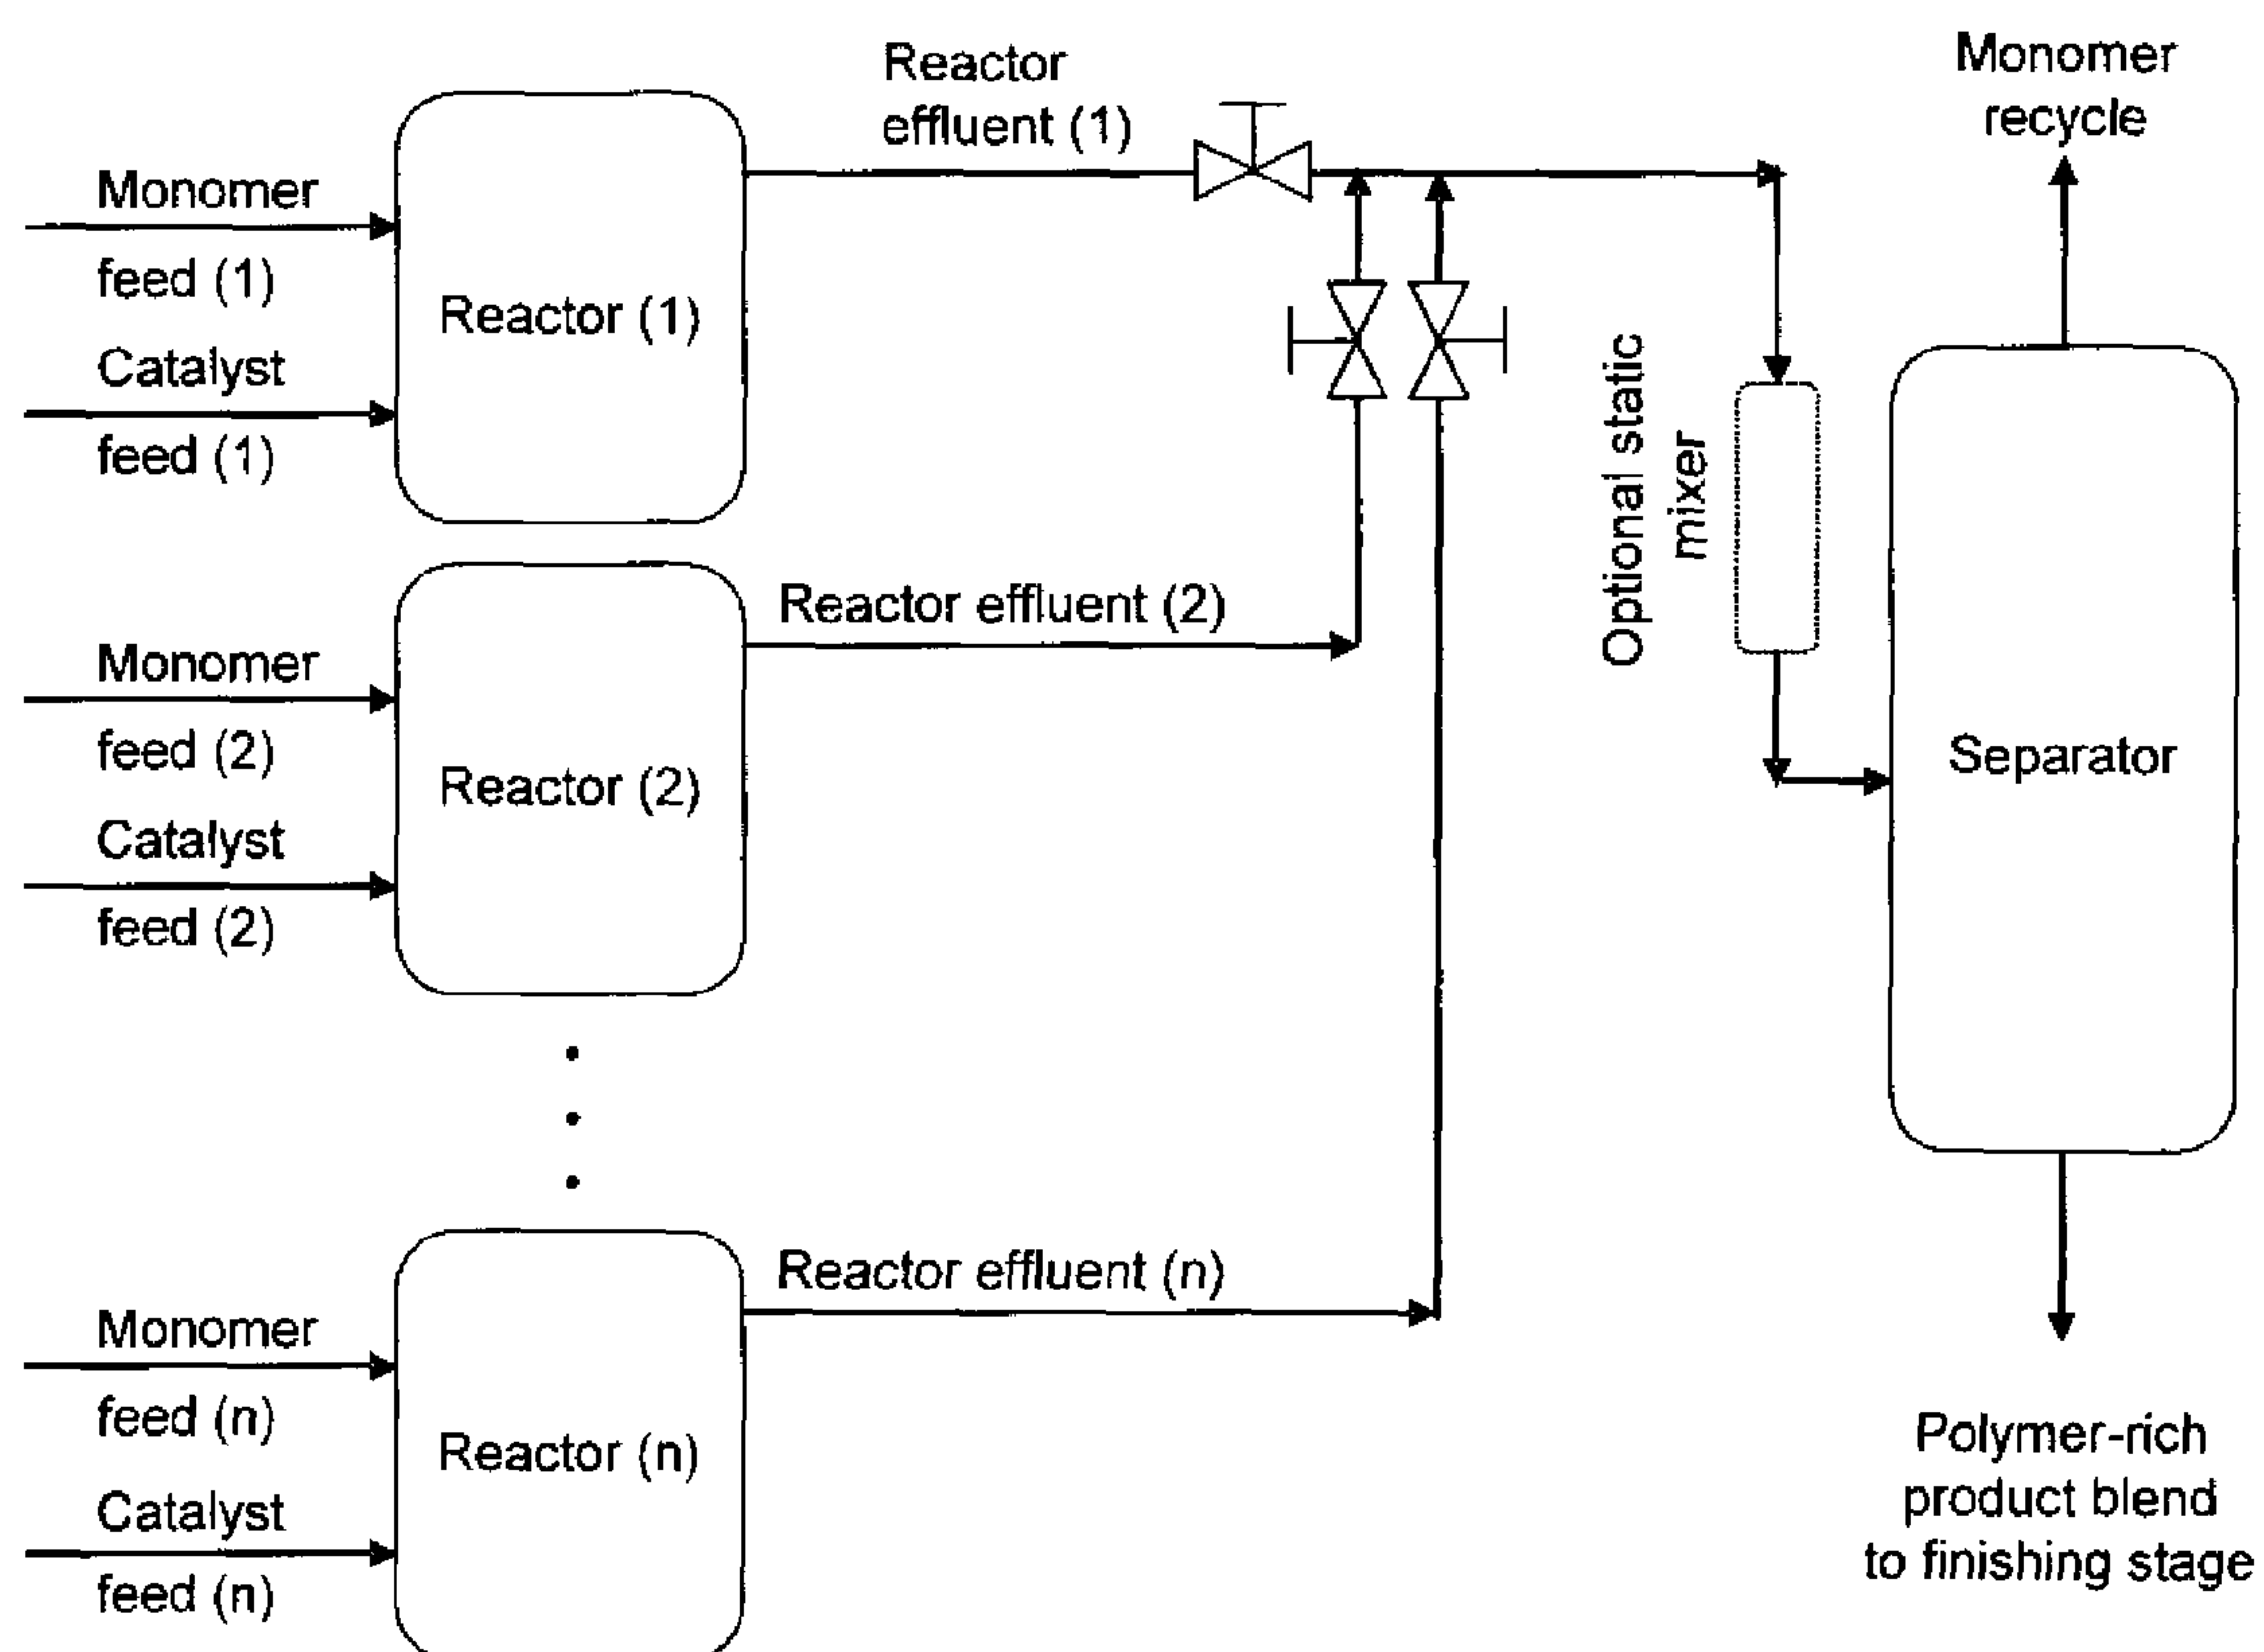 Reactor
effluent (1)
Monomer
recycle
Monomer
feed (1)
Reactor (1)
Catalyst
feed (1)
Optional static
mixer
Reactor effluent (2)
Monomer
feed (2)
Reactor (2)
Catalyst
feed (2)
Separator
Reactor effluent (n)
Monomer
feed (n)
Reactor (n)
Catalyst
feed (n)
Polymer-rich
product blend
to finishing stage